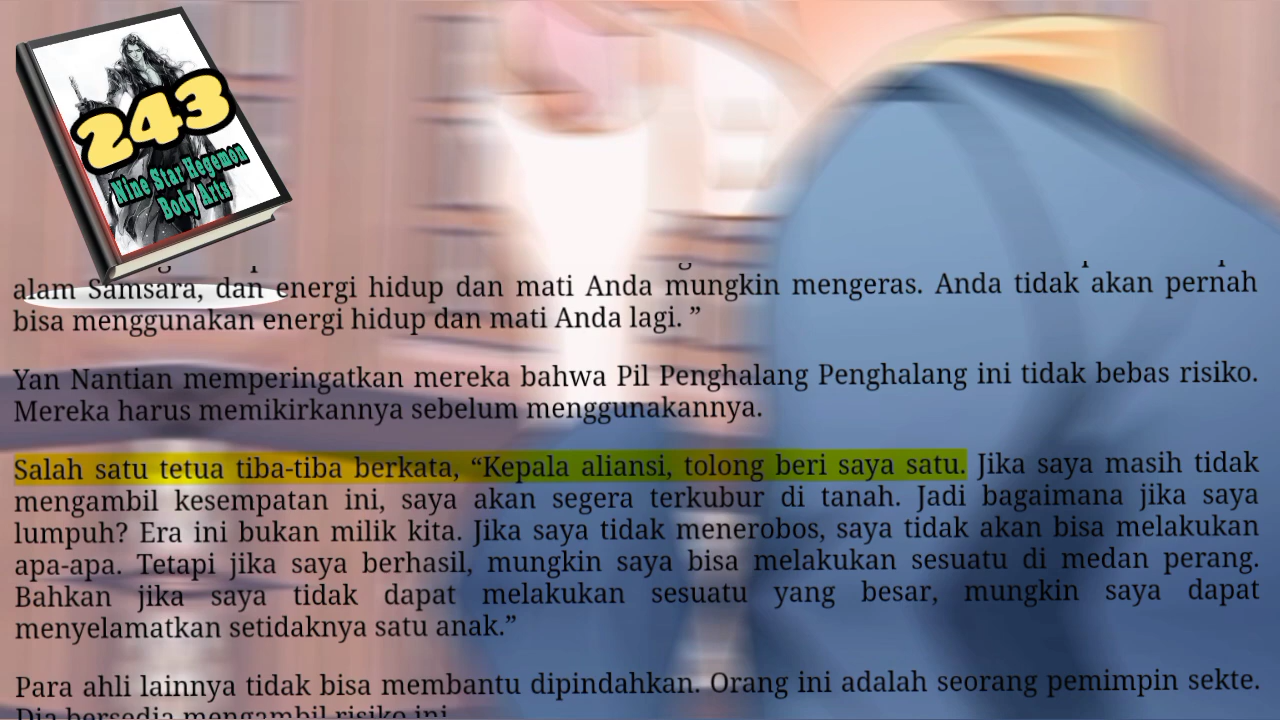 243
Nine Star Hegemon
Body Arts
alam Samsara, dan energi hidup dan mati Anda mungkin mengeras. Anda tidak akan pernah
bisa menggunakan energi hidup dan mati Anda lagi. ”
Yan Nantian memperingatkan mereka bahwa Pil Penghalang Penghalang ini tidak bebas risiko.
Mereka harus memikirkannya sebelum menggunakannya.
Salah satu tetua tiba-tiba berkata, “Kepala aliansi, tolong beri saya satu. Jika saya masih tidak
mengambil kesempatan ini, saya akan segera terkubur di tanah. Jadi bagaimana jika saya
lumpuh? Era ini bukan milik kita. Jika saya tidak menerobos, saya tidak akan bisa melakukan
apa-apa. Tetapi jika saya berhasil, mungkin saya bisa melakukan sesuatu di medan perang.
Bahkan jika saya tidak dapat melakukan sesuatu yang besar, mungkin saya dapat
menyelamatkan setidaknya satu anak.”
Para ahli lainnya tidak bisa membantu dipindahkan. Orang ini adalah seorang pemimpin sekte.
Dia bersedia mengambil risiko ini